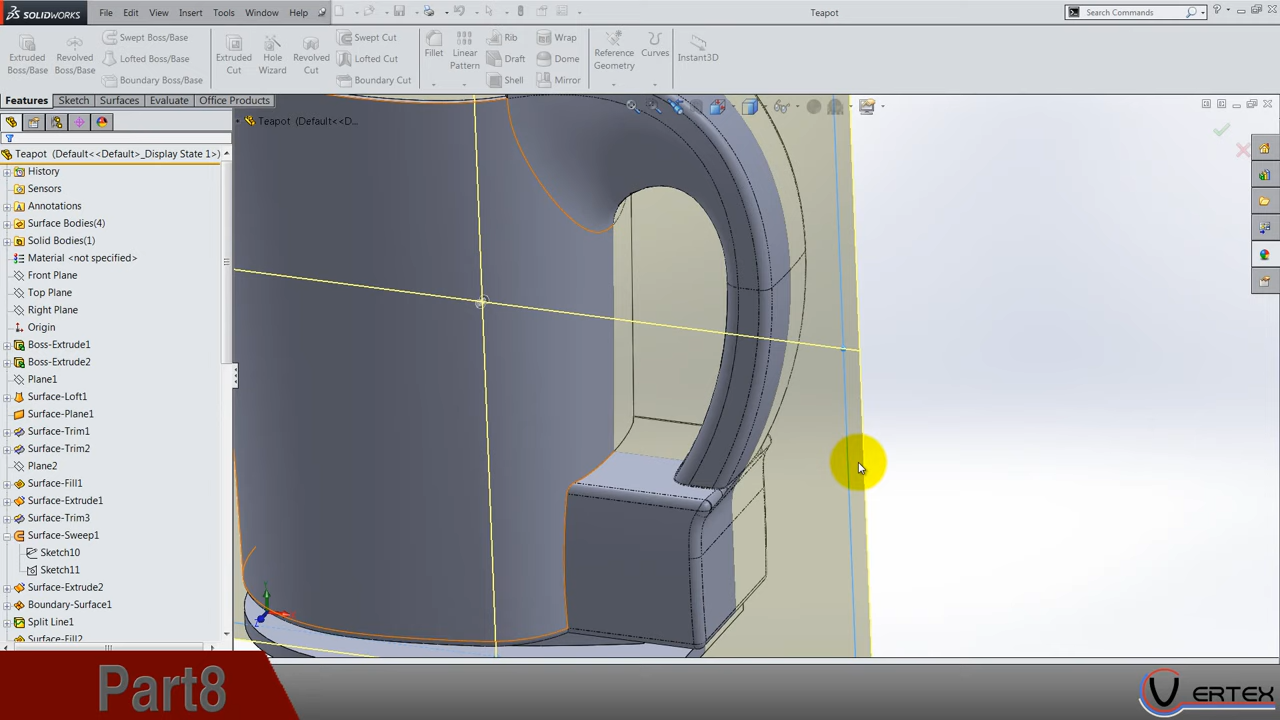 SOLIDWORKS File Edit View Insert Tools Window Help Teapot Search Commands
Extruded Boss/Base
Revolved Boss/Base
Swept Boss/Base
Lofted Boss/Base
Boundary Boss/Base
Extruded Cut
Hole Wizard
Revolved Cut
Swept Cut
Lofted Cut
Boundary Cut
Fillet
Linear Pattern
Rib
Draft
Shell
Wrap
Dome
Mirror
Reference Geometry
Curves
Instant3D
Features Sketch Surfaces Evaluate Office Products
Teapot (Default<<D...
Teapot (Default<<Default>_Display State 1>)
History
Sensors
Annotations
Surface Bodies(4)
Solid Bodies(1)
Material <not specified>
Front Plane
Top Plane
Right Plane
Origin
Boss-Extrude1
Boss-Extrude2
Plane1
Surface-Loft1
Surface-Plane1
Surface-Trim1
Surface-Trim2
Plane2
Surface-Fill1
Surface-Extrude1
Surface-Trim3
Surface-Sweep1
Sketch10
Sketch11
Surface-Extrude2
Boundary-Surface1
Split Line1
Surface-Fill2
Part8
VERTEX